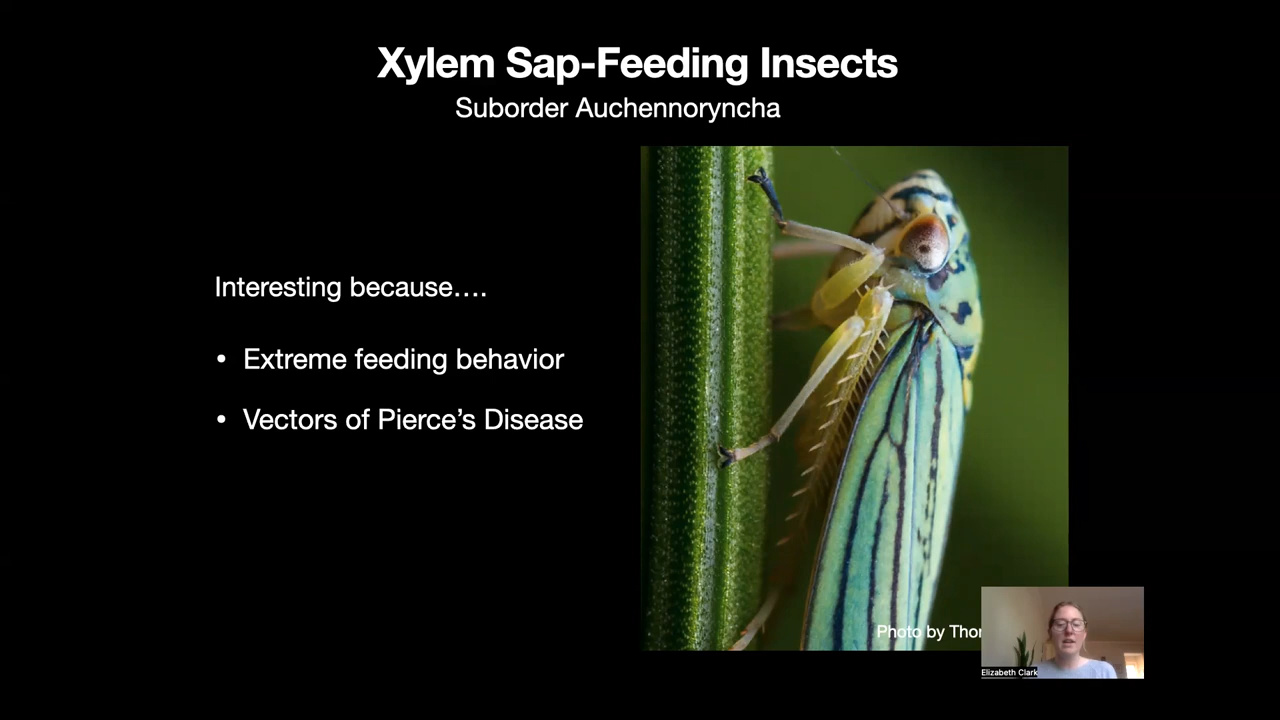 Xylem Sap-Feeding Insects
Suborder Auchennoryncha
Interesting because….
• Extreme feeding behavior
• Vectors of Pierce’s Disease
Photo by
Elizabeth Clark